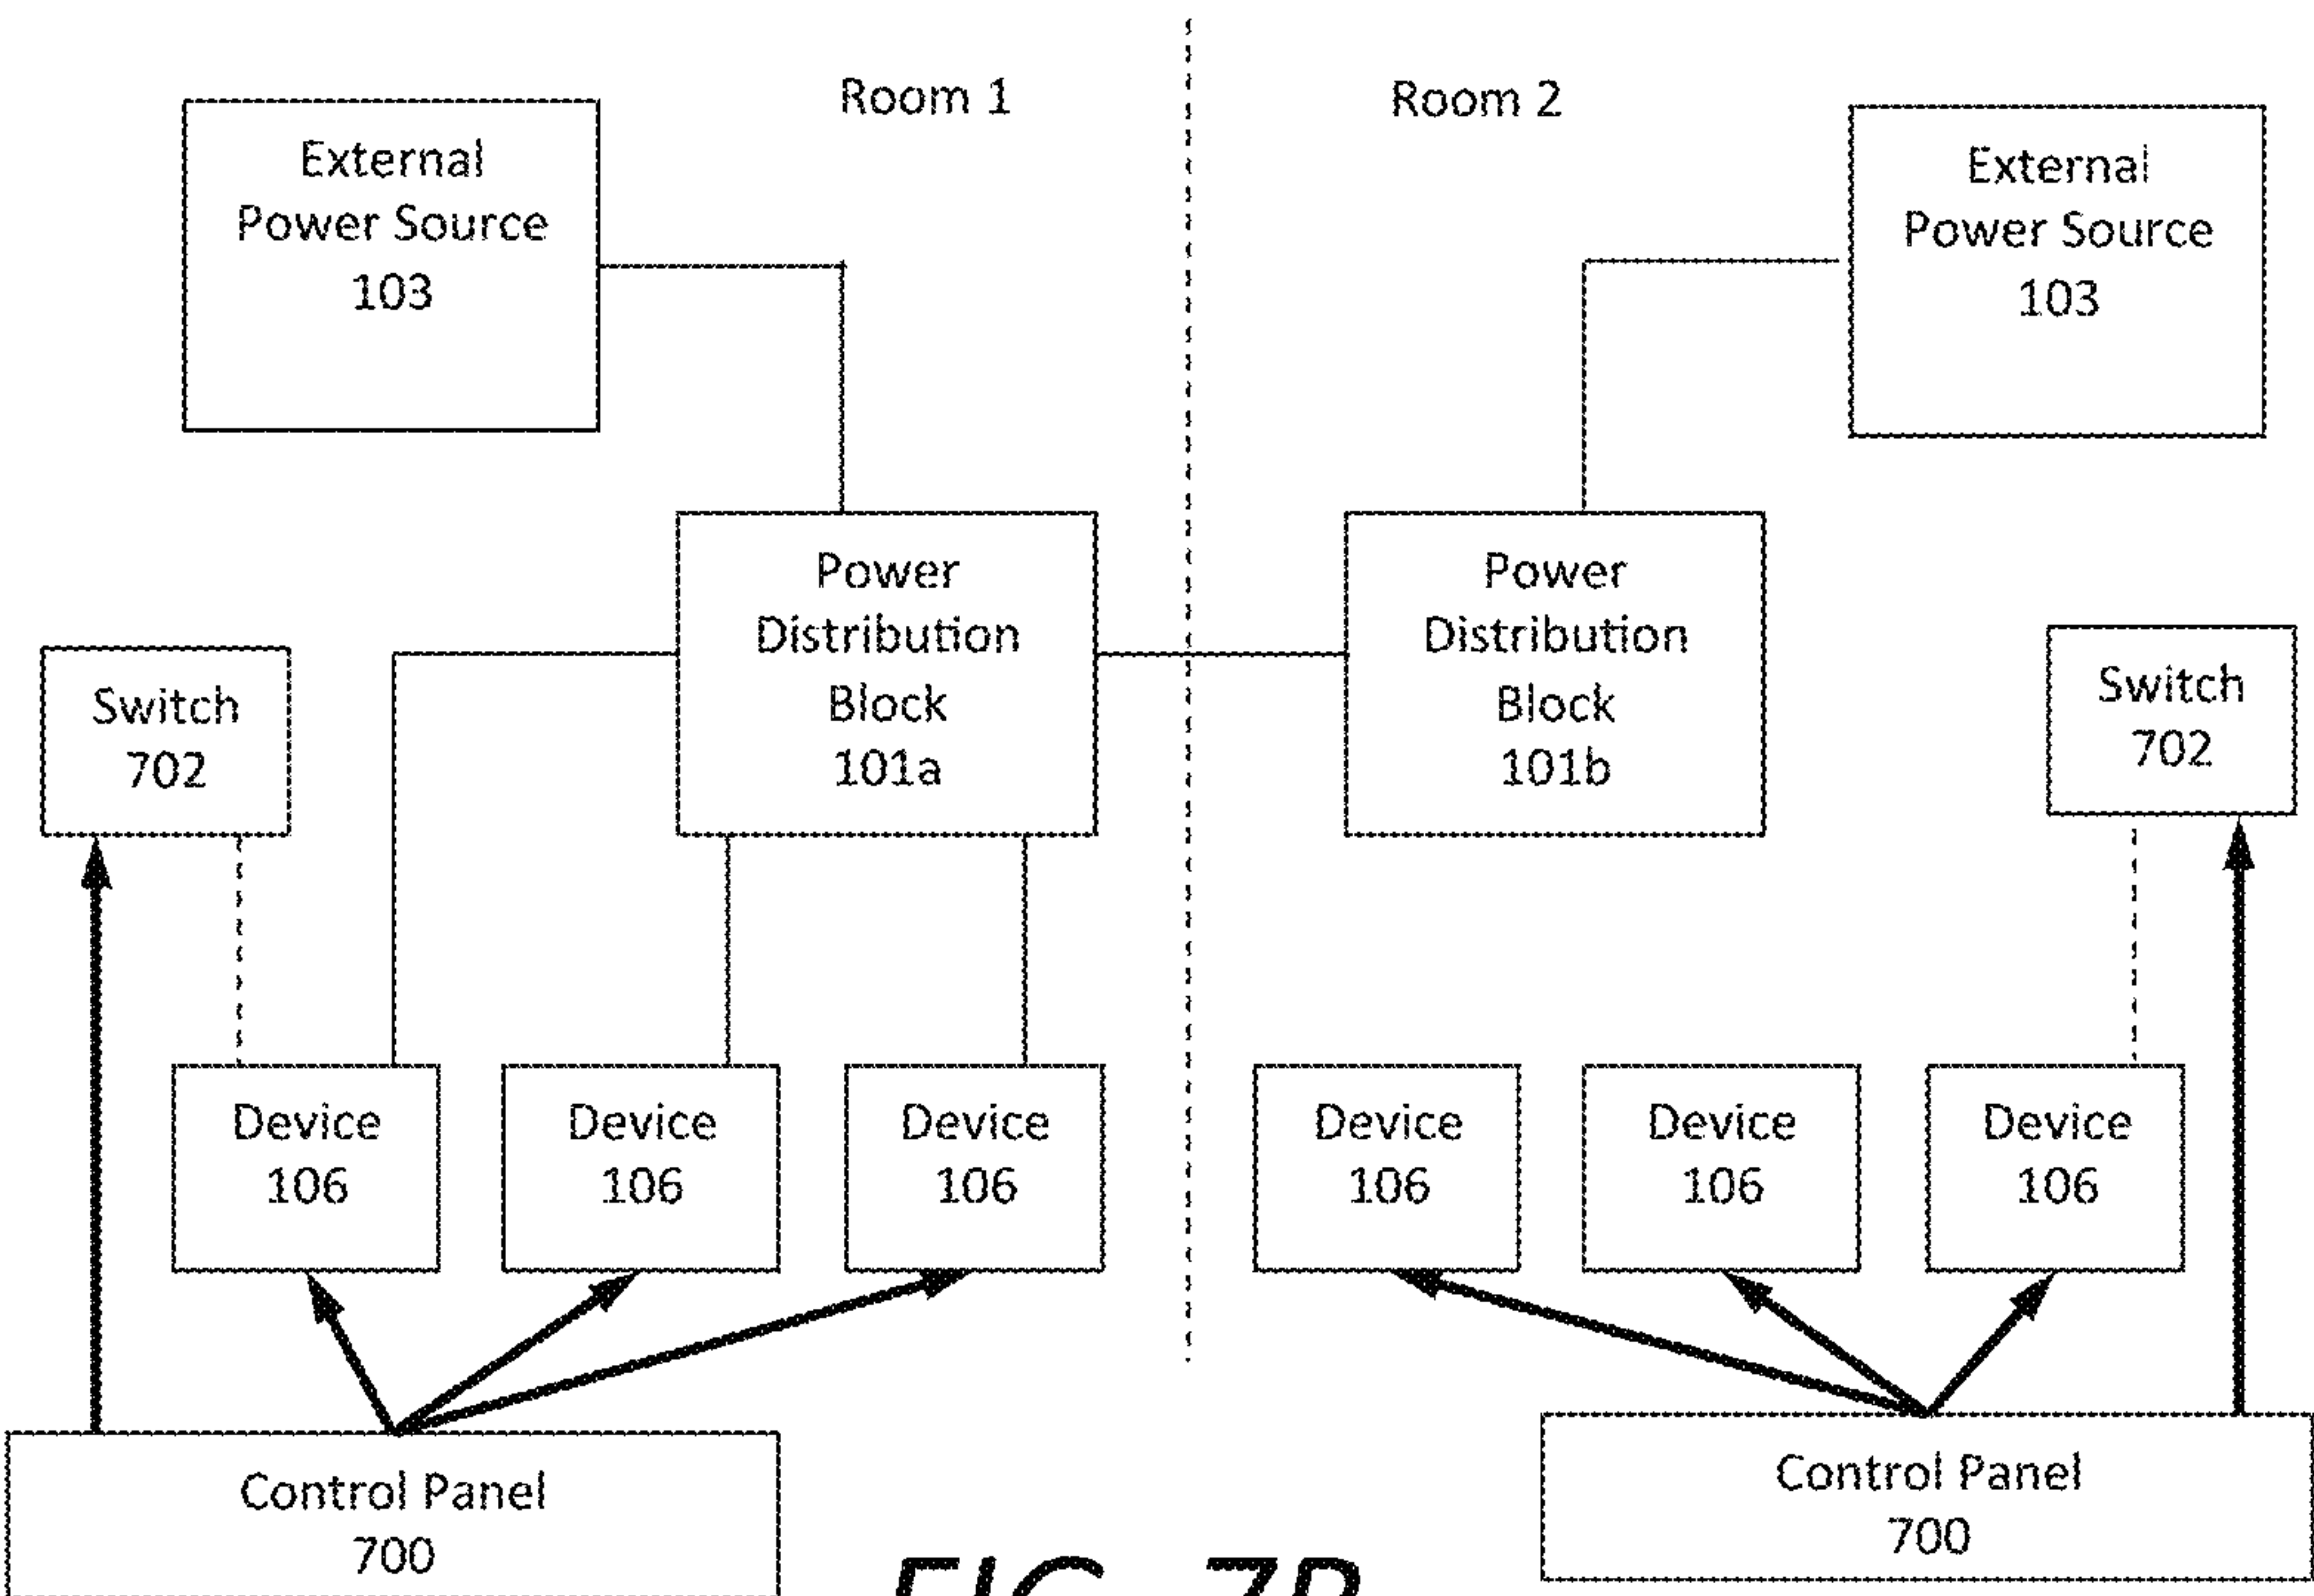 Room 1
Room 2
External
Power Source
103
External
Power Source
103
Power
Distribution
Block
101a
Power
Distribution
Block
101b
Switch
702
Switch
702
Device
106
Device
106
Device
106
Device
106
Device
106
Device
106
Control Panel
700
Control Panel
700
FIG. 7B